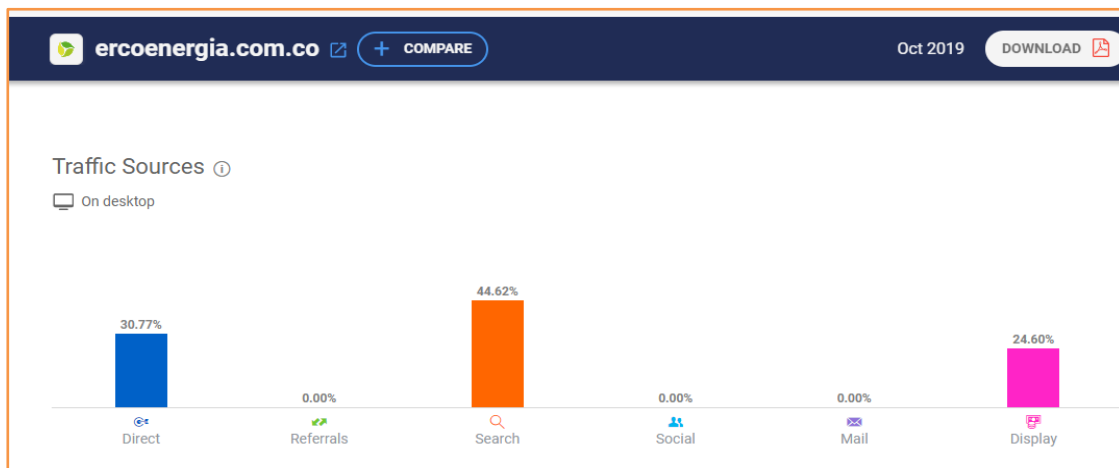 ercoenergia.com.co + COMPARE Oct 2019 DOWNLOAD
Traffic Sources
On desktop
44.62%
30.77%
24.60%
0.00% 0.00% 0.00%
Direct Referrals Search Social Mail Display